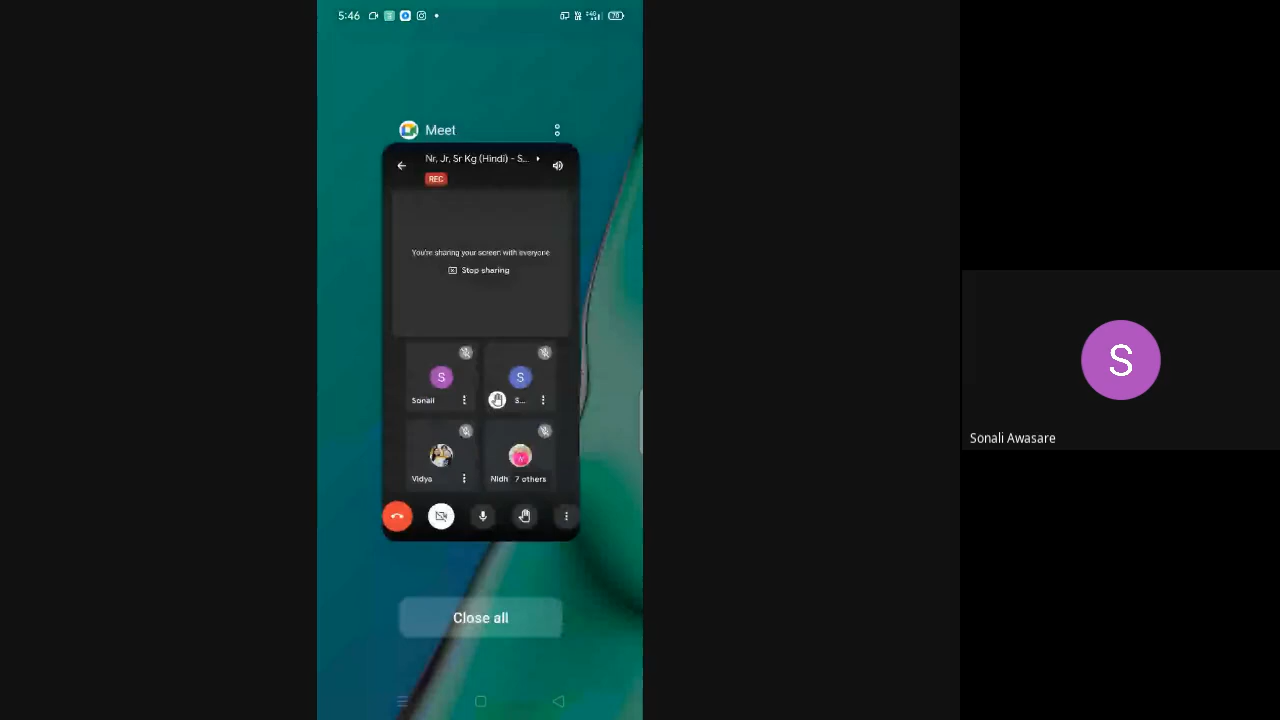 5:46
70
Meet
Nr, Jr, Sr Kg (Hindi) - S...
REC
You're sharing your screen with everyone
Stop sharing
S
S
Sonali
S...
Vidya
Nidh 7 others
Close all
S
Sonali Awasare